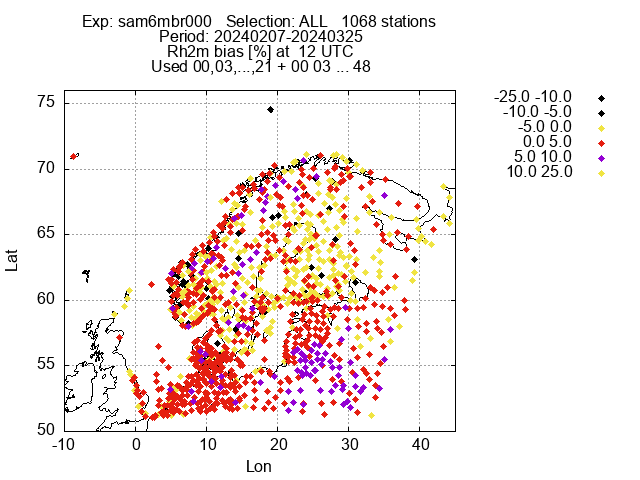 Exp: sam6mbr000   Selection: ALL   1068 stations
Period: 20240207-20240325
Rh2m bias [%] at  12 UTC
Used 00,03,...,21 + 00 03 ... 48
-25.0 -10.0
-10.0 -5.0
-5.0 0.0
0.0 5.0
5.0 10.0
10.0 25.0
75
70
65
60
55
50
Lat
-10 0 10 20 30 40
Lon